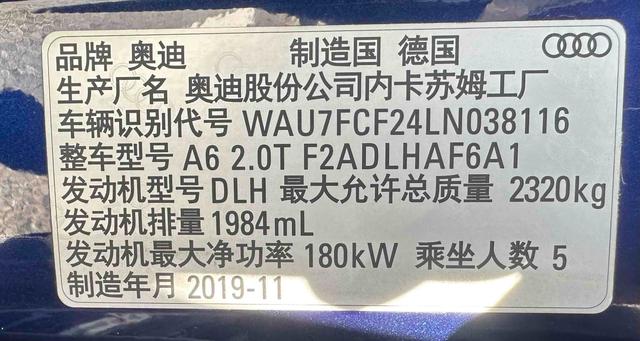 品牌 奥迪 制造国 德国
生产厂名 奥迪股份公司内卡苏姆工厂
车辆识别代号 WAU7FCF24LN038116
整车型号 A6 2.0T F2ADLHAF6A1
发动机型号 DLH 最大允许总质量 2320kg
发动机排量 1984mL
发动机最大净功率 180kW 乘坐人数 5
制造年月 2019-11